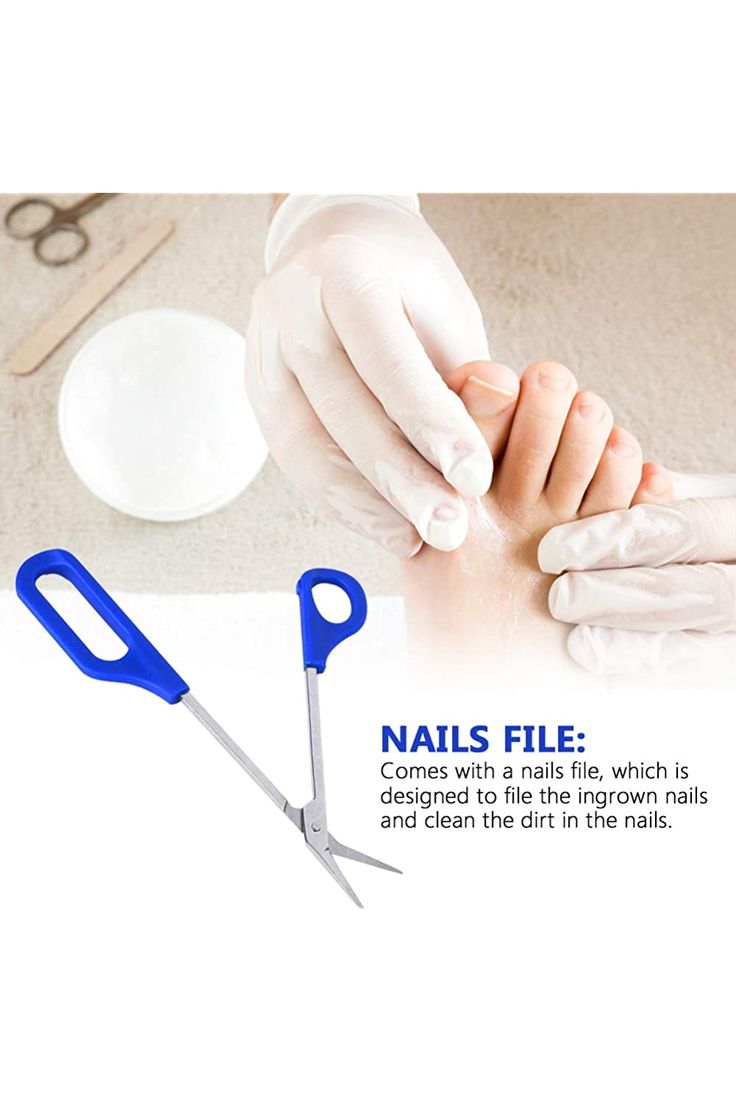 NAILS FILE:
Comes with a nails file, which is
designed to file the ingrown nails
and clean the dirt in the nails.